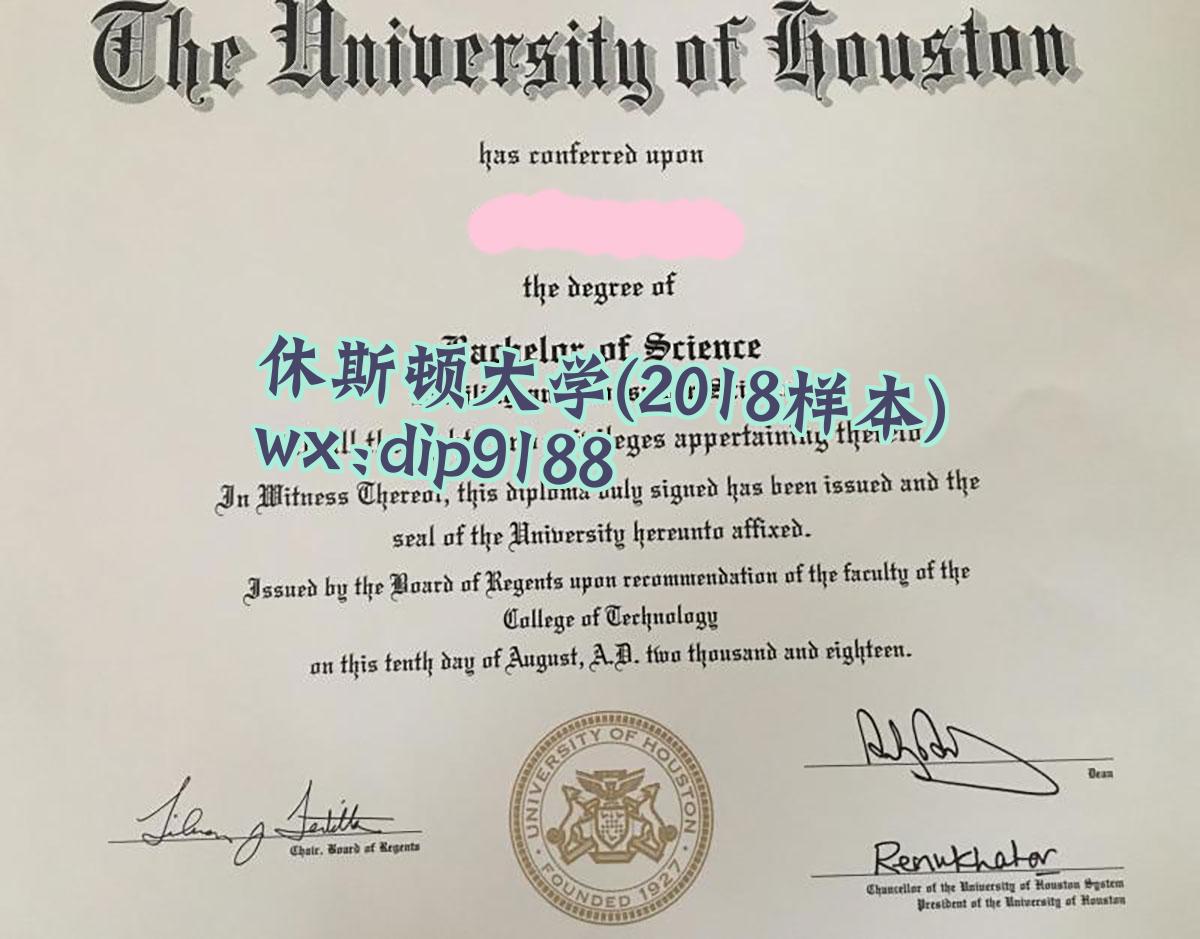 The University of Houston
has conferred upon
the degree of
Bachelor of Science
休斯顿大学(2018样本)
wx:dip9188
appertaining
In Witness Thereof, this diploma duly signed has been issued and the
seal of the University hereunto affixed.
Issued by the Board of Regents upon recommendation of the faculty of the
College of Technology
on this tenth day of August, A.D. two thousand and eighteen.
UNIVERSITY OF HOUSTON
FOUNDED 1927
Dean
Chair, Board of Regents
Renu Khator
Chancellor of the University of Houston System
President of the University of Houston